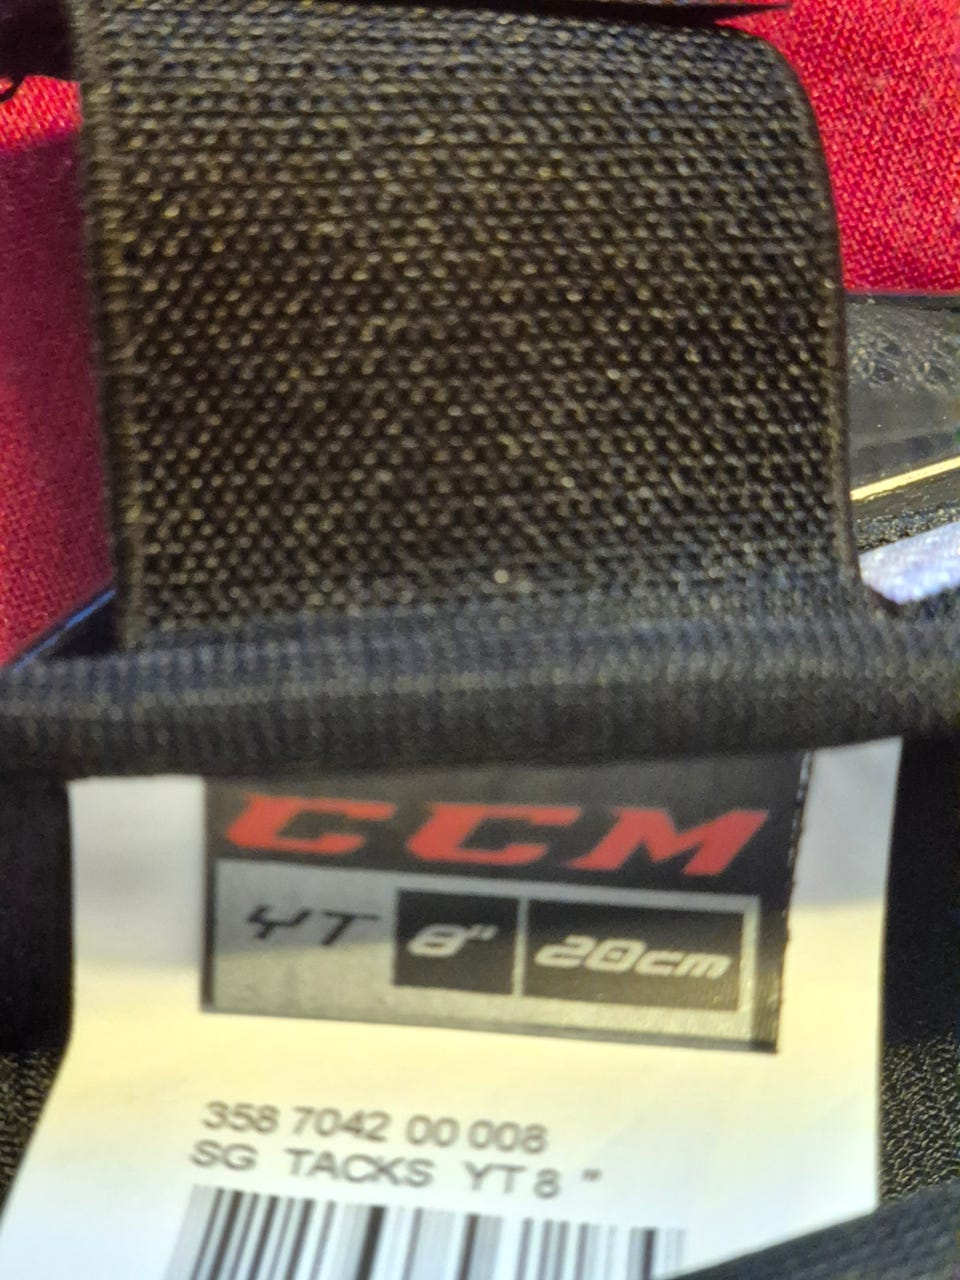 CCM
YT 8" 20cm
358 7042 00 008
SG TACKS YT 8 "